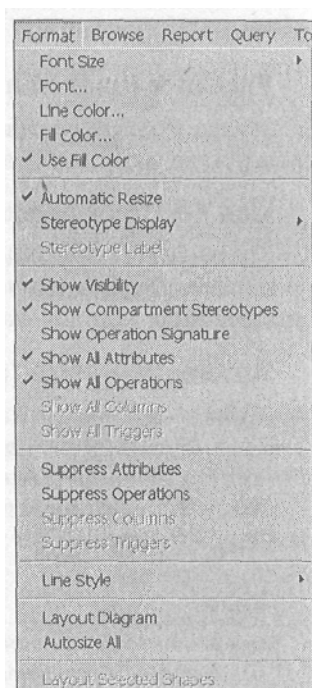 Format Browse Report Query To
Font Size
Font...
Line Color...
Fill Color...
Use Fill Color
Automatic Resize
Stereotype Display
Stereotype Label
Show Visibility
Show Compartment Stereotypes
Show Operation Signature
Show All Attributes
Show All Operations
Show All Columns
Show All Triggers
Suppress Attributes
Suppress Operations
Suppress Columns
Suppress Triggers
Line Style
Layout Diagram
Autosize All
Layout Selected Shapes